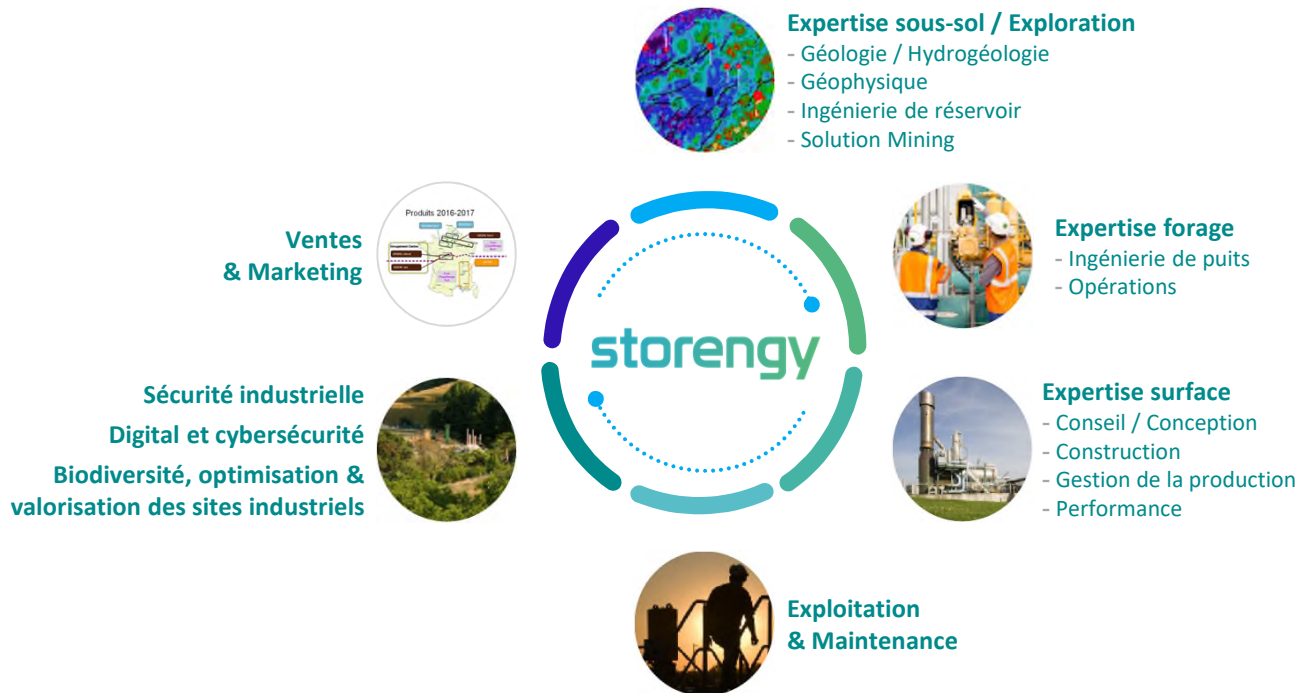 Expertise sous-sol / Exploration
- Géologie / Hydrogéologie
- Géophysique
- Ingénierie de réservoir
- Solution Mining
Produits 2016-2017
Ventes
& Marketing
Expertise forage
- Ingénierie de puits
- Opérations
storengy
Sécurité industrielle
Digital et cybersécurité
Biodiversité, optimisation &
valorisation des sites industriels
Expertise surface
- Conseil / Conception
- Construction
- Gestion de la production
- Performance
Exploitation
& Maintenance